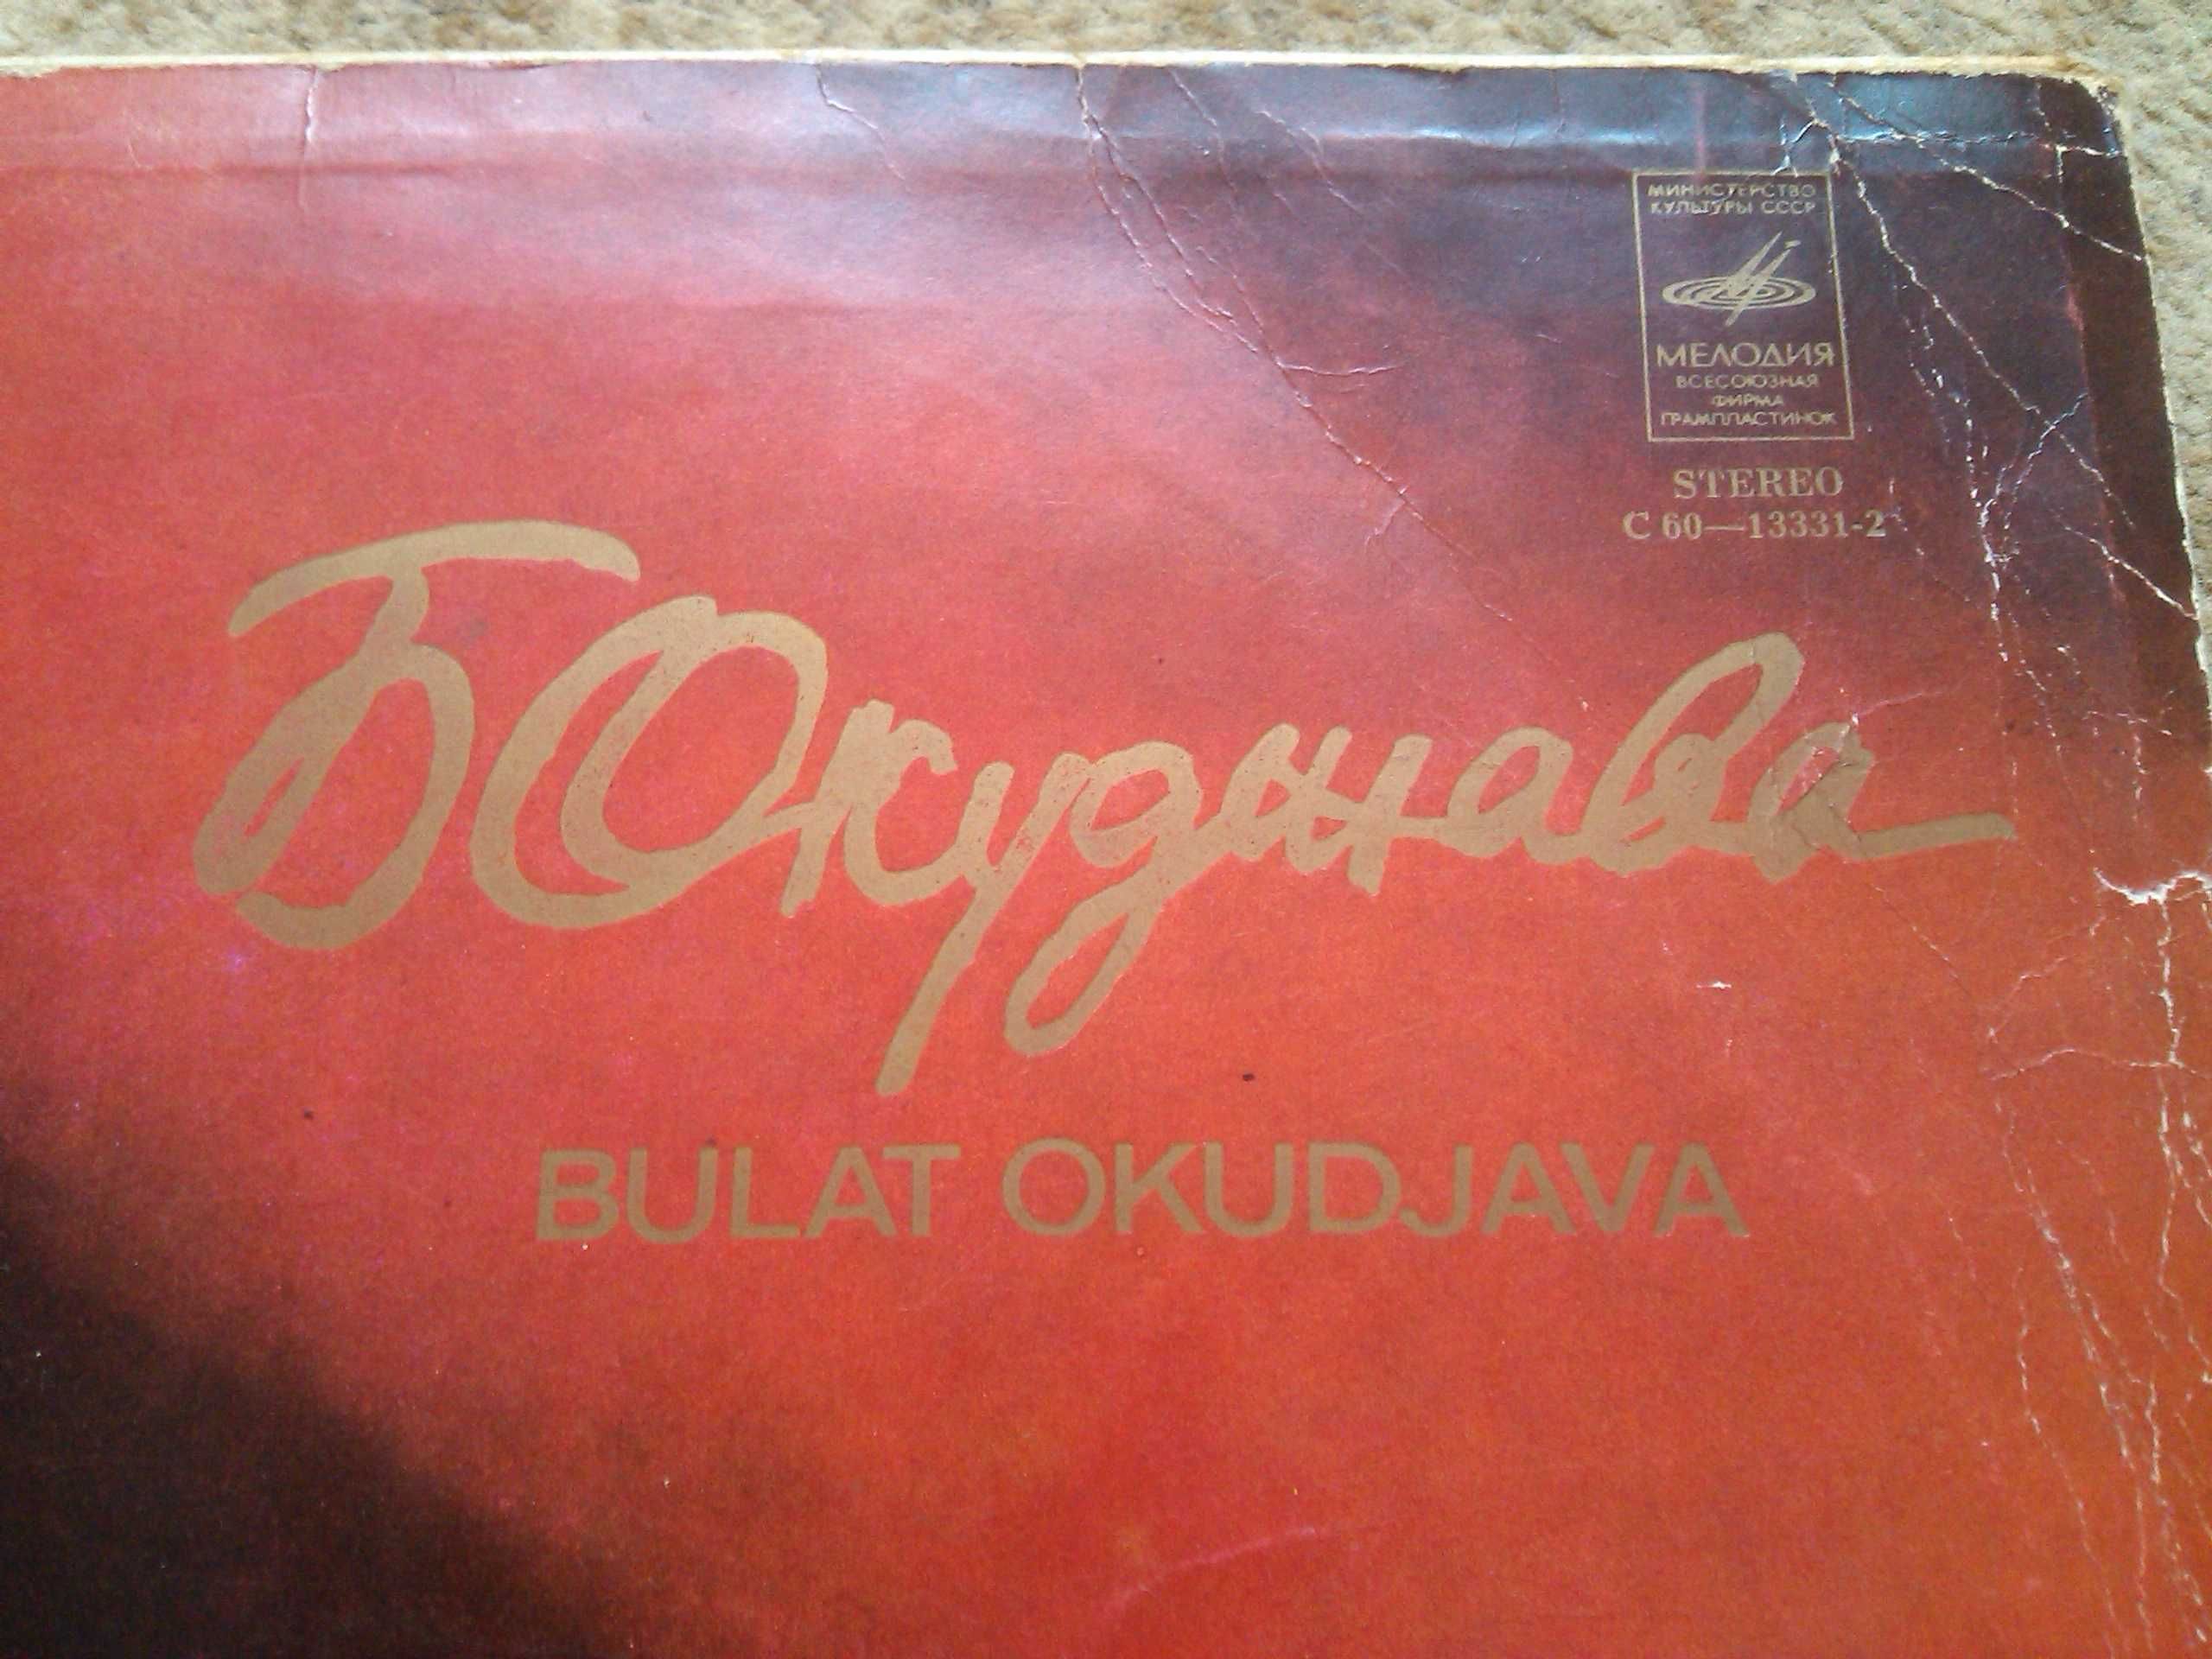 МИНИСТЕРСТВО
КУЛЬТУРЫ СССР
МЕЛОДИЯ
ВСЕСОЮЗНАЯ
ФИРМА
ГРАМПЛАСТИНОК
STEREO
С 60—13331-2
Б Окуджава
BULAT OKUDJAVA